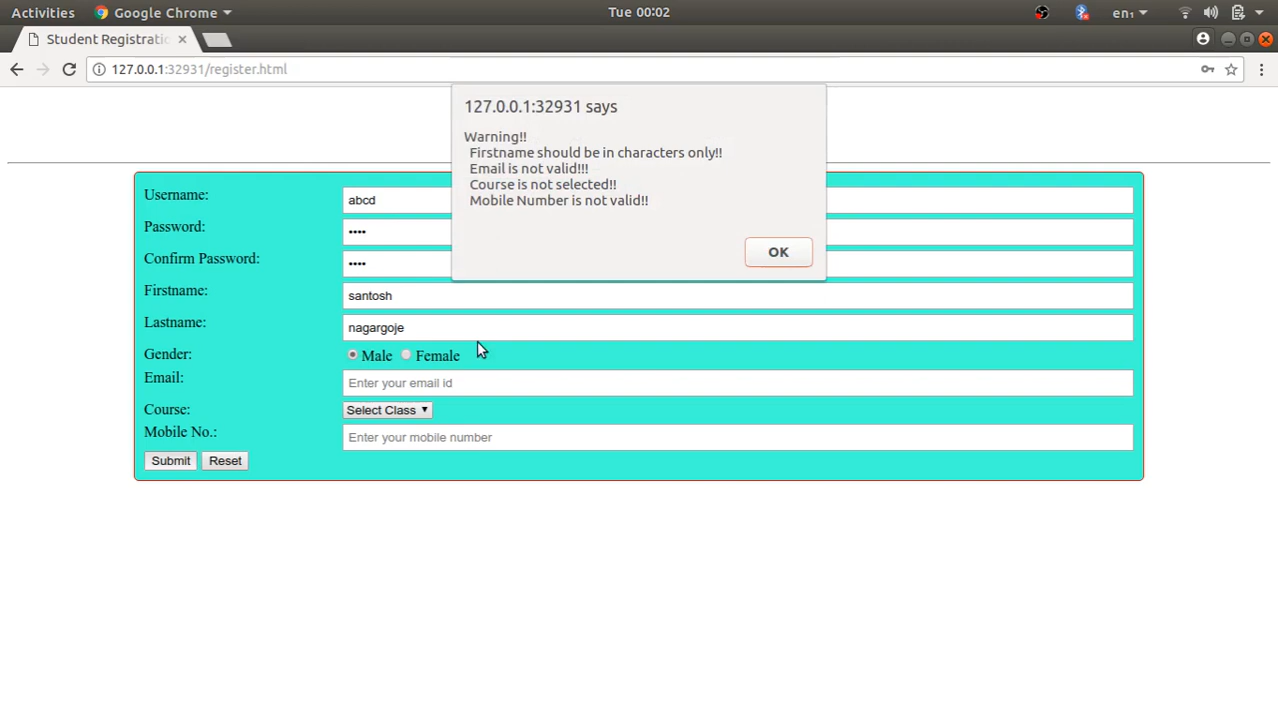 Activities Google Chrome Tue 00:02 en₁
Student Registratio
127.0.0.1:32931/register.html
127.0.0.1:32931 says
Warning!!
Firstname should be in characters only!!
Email is not valid!!!
Course is not selected!!
Mobile Number is not valid!!
OK
Username: abcd
Password: ••••
Confirm Password: ••••
Firstname: santosh
Lastname: nagargoje
Gender: Male Female
Email: Enter your email id
Course: Select Class
Mobile No.: Enter your mobile number
Submit Reset